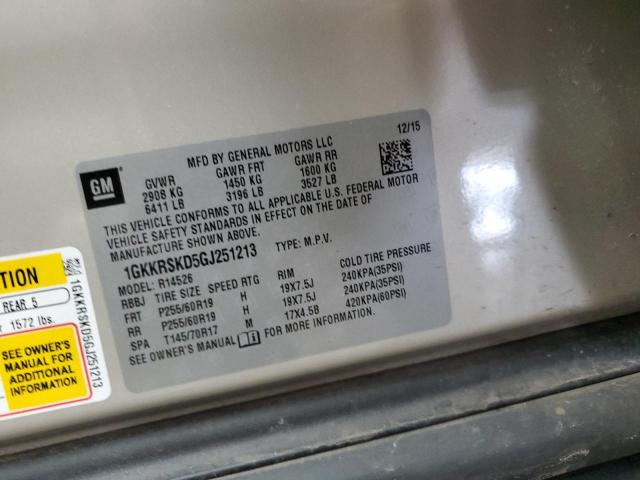 12/15
MFD BY GENERAL MOTORS LLC
GM
GVWR GAWR FRT GAWR RR
2908 KG 1450 KG 1600 KG
6411 LB 3196 LB 3527 LB
THIS VEHICLE CONFORMS TO ALL APPLICABLE U.S. FEDERAL MOTOR
VEHICLE SAFETY STANDARDS IN EFFECT ON THE DATE OF
MANUFACTURE SHOWN ABOVE.
1GKKRSKD5GJ251213 TYPE: M.P.V.
MODEL: R14526
RBBJ TIRE SIZE SPEED RTG RIM COLD TIRE PRESSURE
FRT P255/60R19 H 19X7.5J 240KPA(35PSI)
RR P255/60R19 H 19X7.5J 240KPA(35PSI)
SPA T145/70R17 M 17X4.5B 420KPA(60PSI)
SEE OWNER'S MANUAL FOR MORE INFORMATION.
REAR 5
1572 lbs.
SEE OWNER'S
MANUAL FOR
ADDITIONAL
INFORMATION
1GKKRSKD5GJ251213